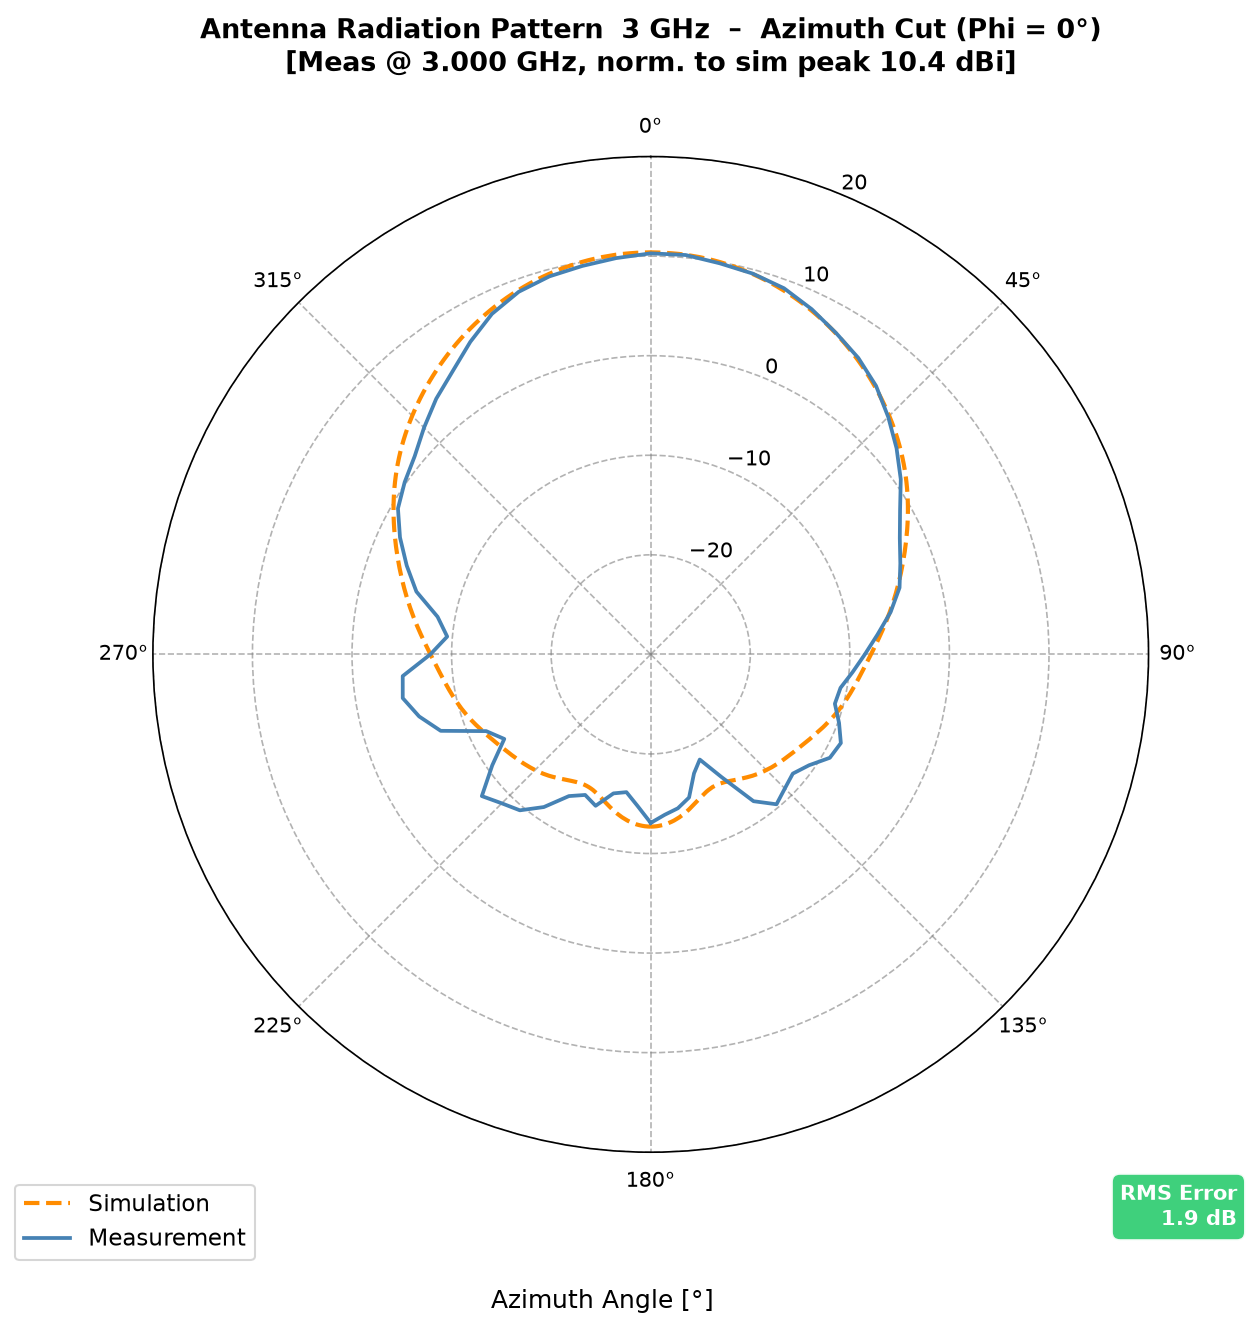 Antenna Radiation Pattern  3 GHz  –  Azimuth Cut (Phi = 0°)
[Meas @ 3.000 GHz, norm. to sim peak 10.4 dBi]
0°
20
315°
10
45°
0
−10
−20
270°
90°
225°
135°
180°
Simulation
Measurement
RMS Error
1.9 dB
Azimuth Angle [°]